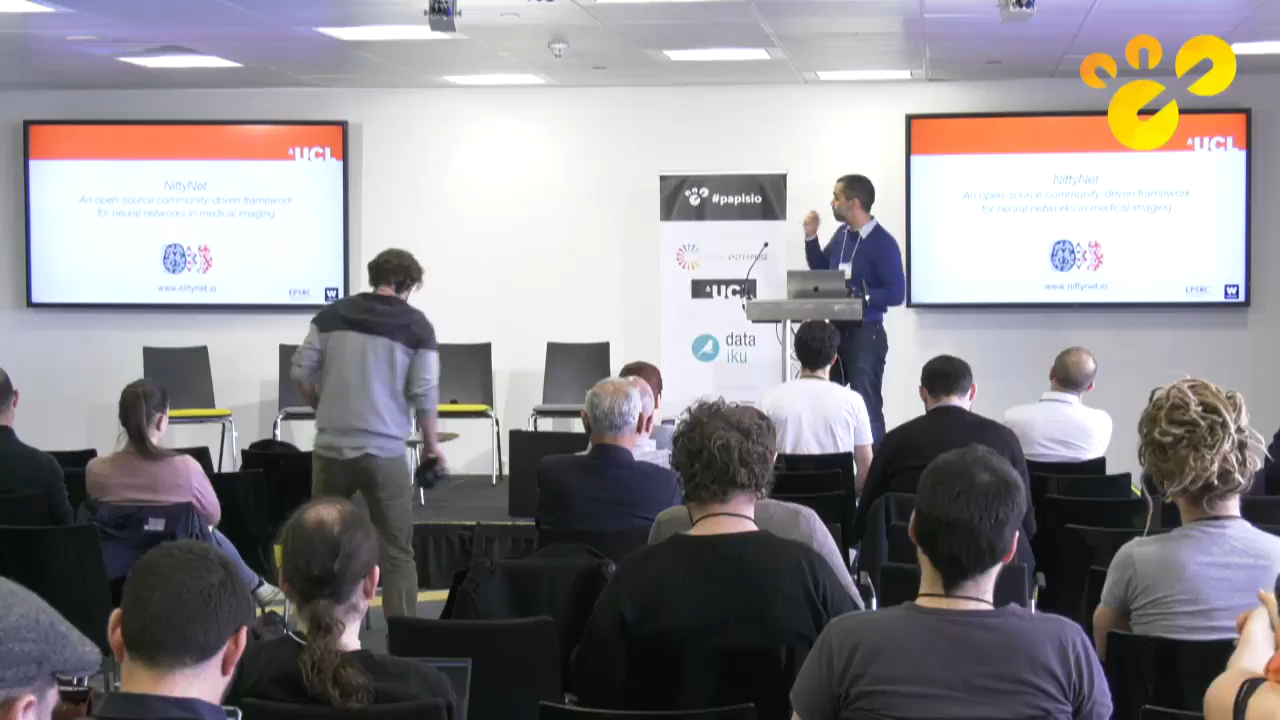 UCL
NiftyNet
An open-source community-driven framework
for neural networks in medical imaging
www.niftynet.io
EPSRC
W
#papisio
ENTERPRISE
UCL
data
iku
UCL
NiftyNet
An open-source community-driven framework
for neural networks in medical imaging
www.niftynet.io
EPSRC
W